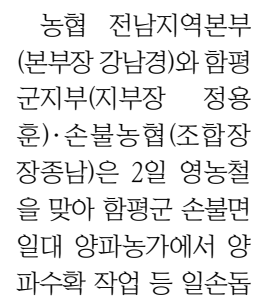 농협 전남지역본부
(본부장 강남경)와 함평
군지부(지부장 정용
훈)·손불농협(조합장
장종남)은 2일 영농철
을 맞아 함평군 손불면
일대 양파농가에서 양
파수확 작업 등 일손돕